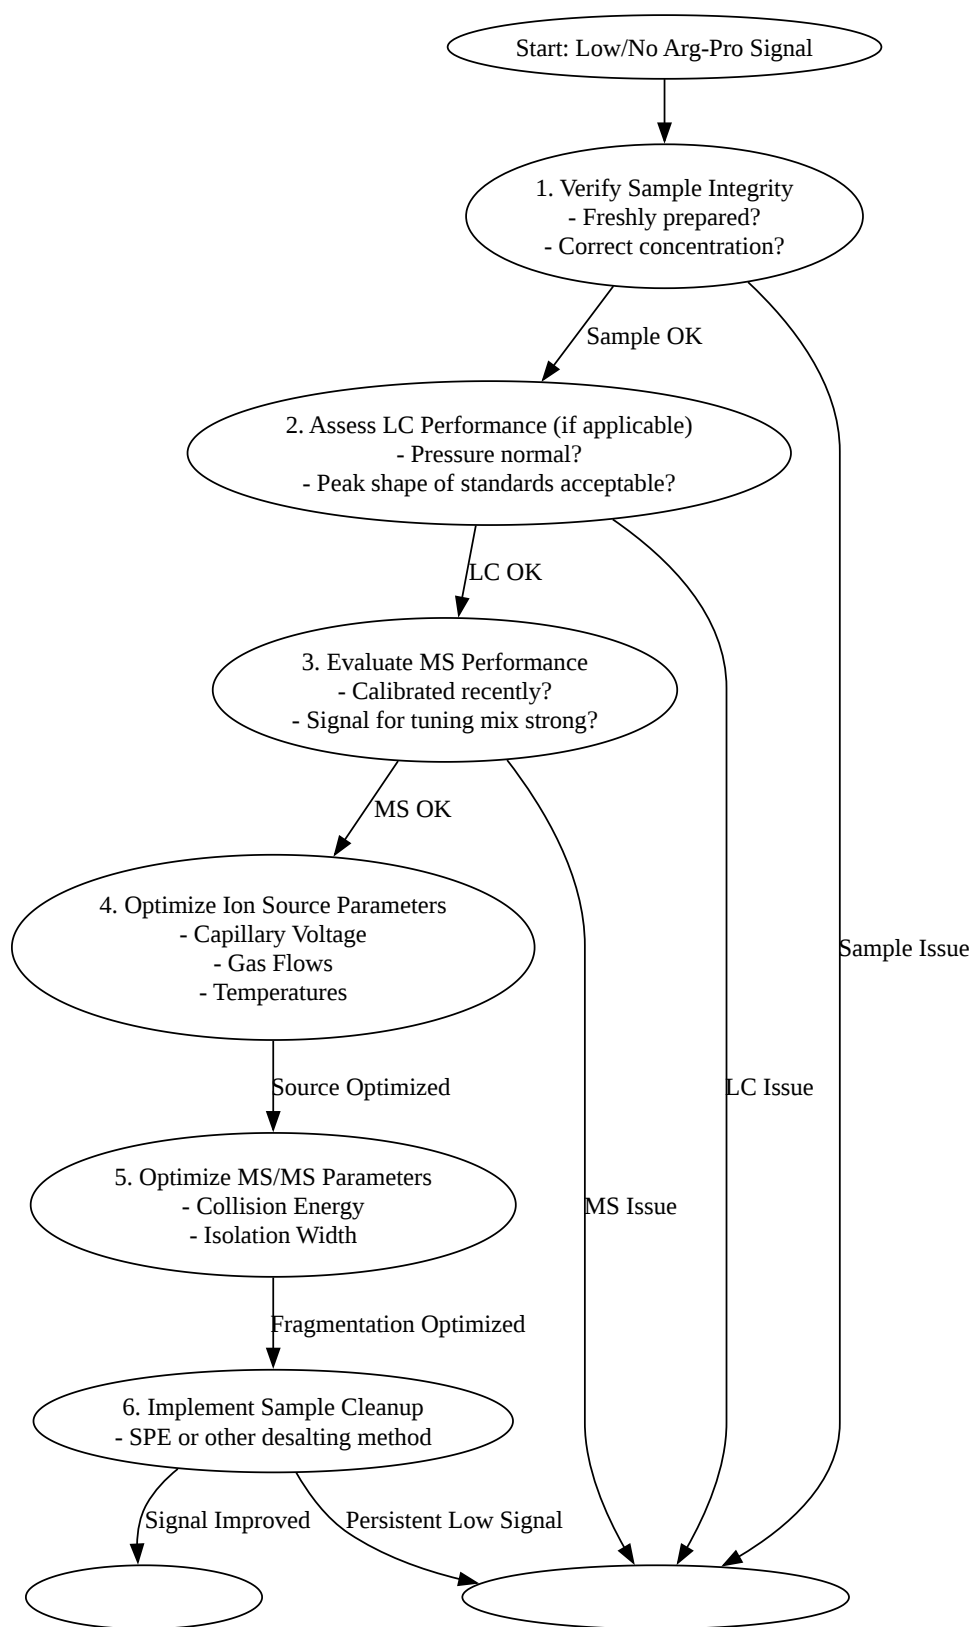 Start: Low/No Arg-Pro Signal
1. Verify Sample Integrity
- Freshly prepared?
- Correct concentration?
Sample OK
2. Assess LC Performance (if applicable)
- Pressure normal?
- Peak shape of standards acceptable?
LC OK
3. Evaluate MS Performance
- Calibrated recently?
- Signal for tuning mix strong?
MS OK
4. Optimize Ion Source Parameters
- Capillary Voltage
- Gas Flows
- Temperatures
Sample Issue
Source Optimized
LC Issue
5. Optimize MS/MS Parameters
- Collision Energy
- Isolation Width
MS Issue
Fragmentation Optimized
6. Implement Sample Cleanup
- SPE or other desalting method
Signal Improved
Persistent Low Signal